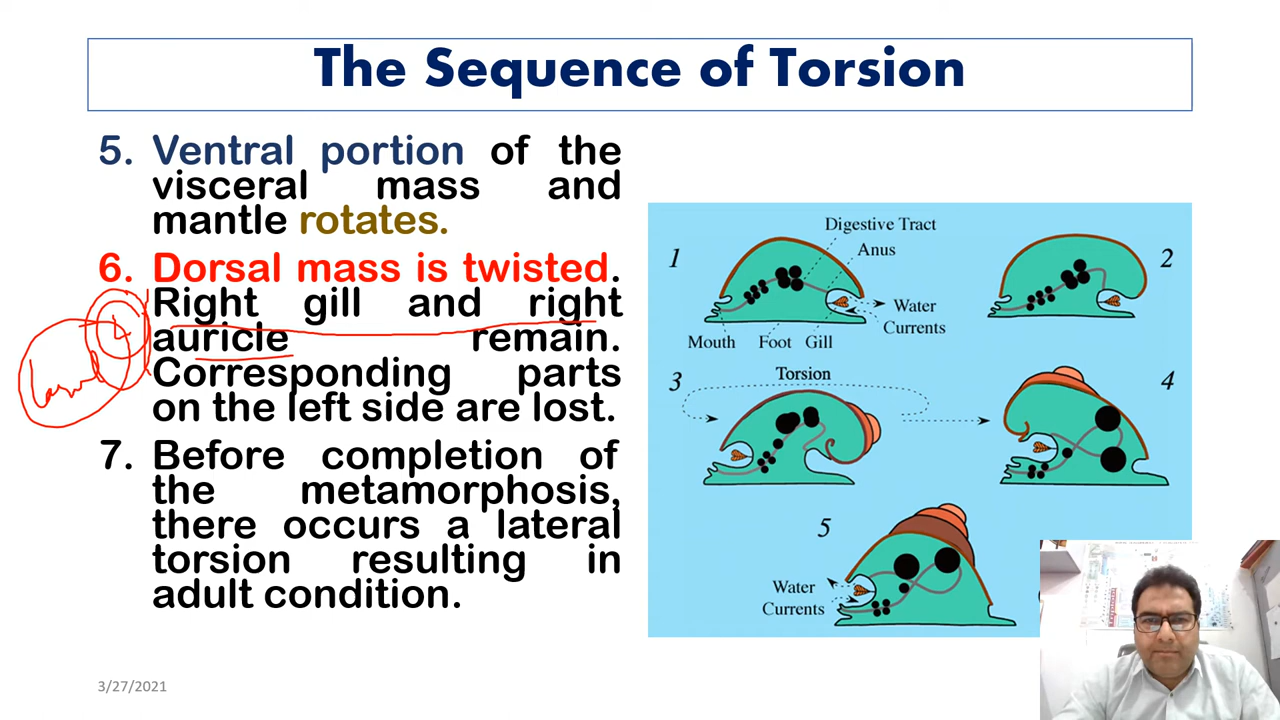 The Sequence of Torsion
5. Ventral portion of the
visceral mass and
mantle rotates.
6. Dorsal mass is twisted.
Right gill and right
auricle remain.
Corresponding parts
on the left side are lost.
7. Before completion of
the metamorphosis,
there occurs a lateral
torsion resulting in
adult condition.
1
Digestive Tract
Anus
Water
Currents
Mouth Foot Gill
2
3
Torsion
4
5
Water
Currents
3/27/2021